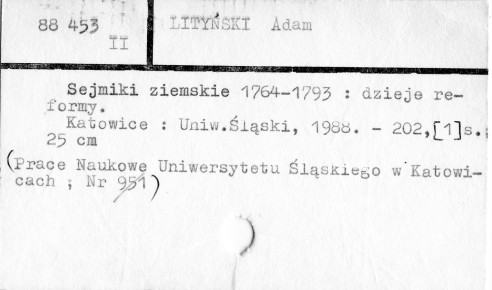 88 453
II
LITYŃSKI Adam
Sejmiki ziemskie 1764-1793 : dzieje re-
formy.
Katowice : Uniw.Śląski, 1988. - 202,[1]s.;
25 cm
(Prace Naukowe Uniwersytetu Śląskiego w Katowi-
cach ; Nr 951)